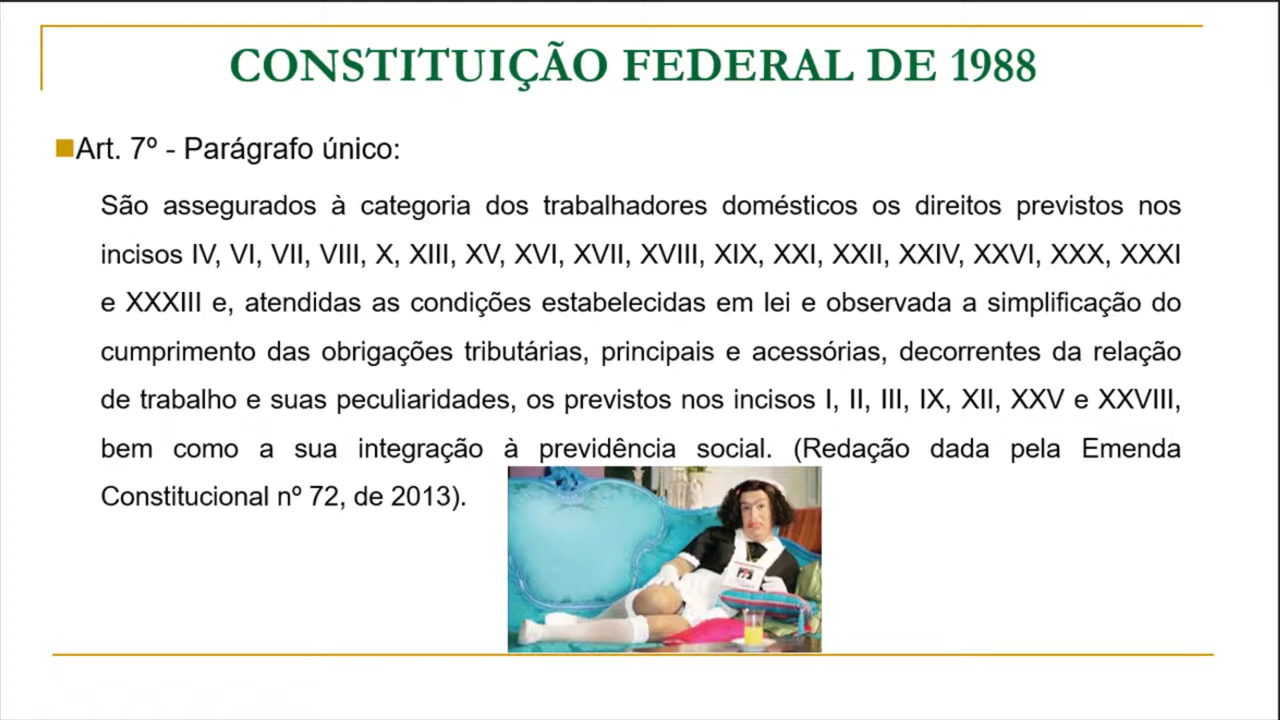 CONSTITUIÇÃO FEDERAL DE 1988
Art. 7º - Parágrafo único:
São assegurados à categoria dos trabalhadores domésticos os direitos previstos nos
incisos IV, VI, VII, VIII, X, XIII, XV, XVI, XVII, XVIII, XIX, XXI, XXII, XXIV, XXVI, XXX, XXXI
e XXXIII e, atendidas as condições estabelecidas em lei e observada a simplificação do
cumprimento das obrigações tributárias, principais e acessórias, decorrentes da relação
de trabalho e suas peculiaridades, os previstos nos incisos I, II, III, IX, XII, XXV e XXVIII,
bem como a sua integração à previdência social. (Redação dada pela Emenda
Constitucional nº 72, de 2013).